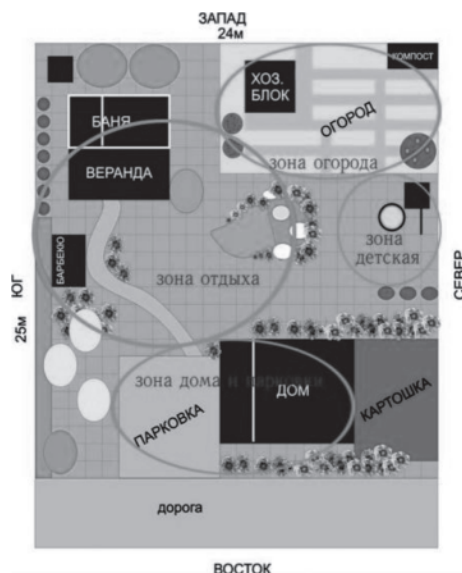 ЗАПАД
24м
КОМПОСТ
ХОЗ.
БЛОК
ОГОРОД
БАНЯ
зона огорода
ВЕРАНДА
ЮГ
25м
БАРБЕКЮ
зона отдыха
зона
детская
СЕВЕР
зона дома и парковки
ПАРКОВКА
ДОМ
КАРТОШКА
дорога
ВОСТОК